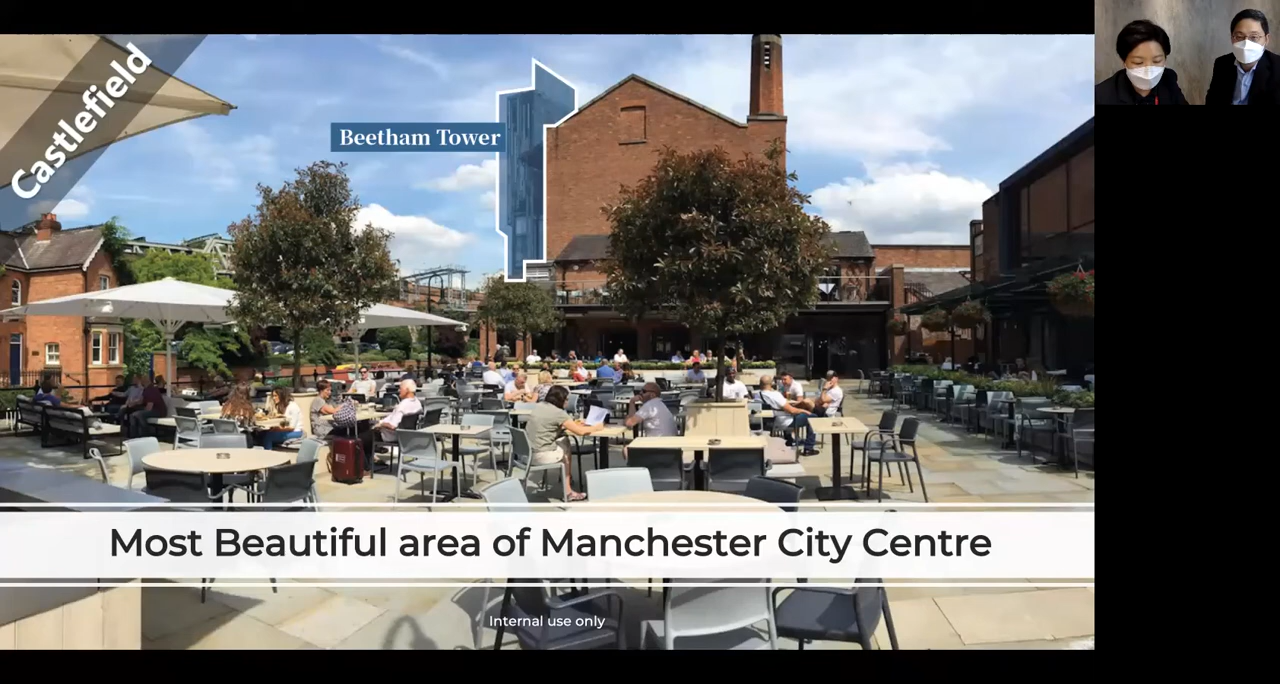 Castlefield
Beetham Tower
Most Beautiful area of Manchester City Centre
Internal use only